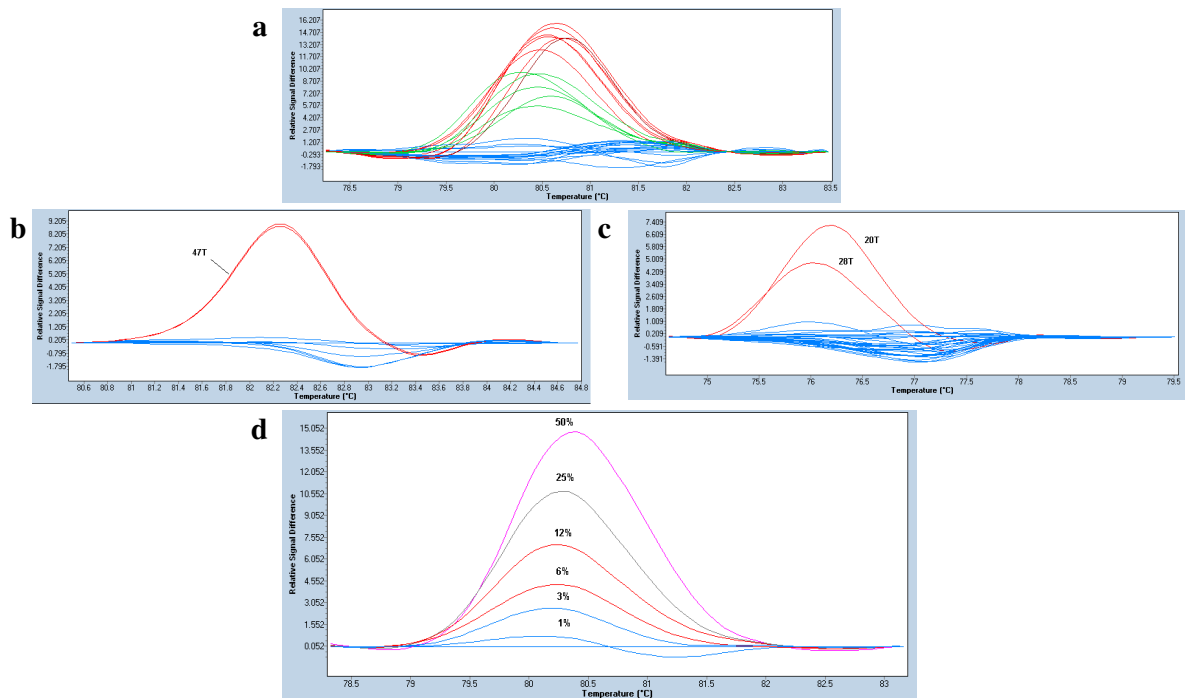 a
Relative Signal Difference
16.207
14.707
13.207
11.707
10.207
8.707
7.207
5.707
4.207
2.707
1.207
-0.293
-1.793
78.5 79 79.5 80 80.5 81 81.5 82 82.5 83 83.5
Temperature (°C)
b
Relative Signal Difference
9.205
8.205
7.205
6.205
5.205
4.205
3.205
2.205
1.205
0.205
-0.795
-1.795
47T
80.6 80.8 81 81.2 81.4 81.6 81.8 82 82.2 82.4 82.6 82.8 83 83.2 83.4 83.6 83.8 84 84.2 84.4 84.6 84.8
Temperature (°C)
c
Relative Signal Difference
7.409
6.609
5.809
5.009
4.209
3.409
2.609
1.809
1.009
0.209
-0.591
-1.391
20T
28T
75 75.5 76 76.5 77 77.5 78 78.5 79 79.5
Temperature (°C)
d
Relative Signal Difference
15.052
13.552
12.052
10.552
9.052
7.552
6.052
4.552
3.052
1.552
0.052
50%
25%
12%
6%
3%
1%
78.5 79 79.5 80 80.5 81 81.5 82 82.5 83
Temperature (°C)